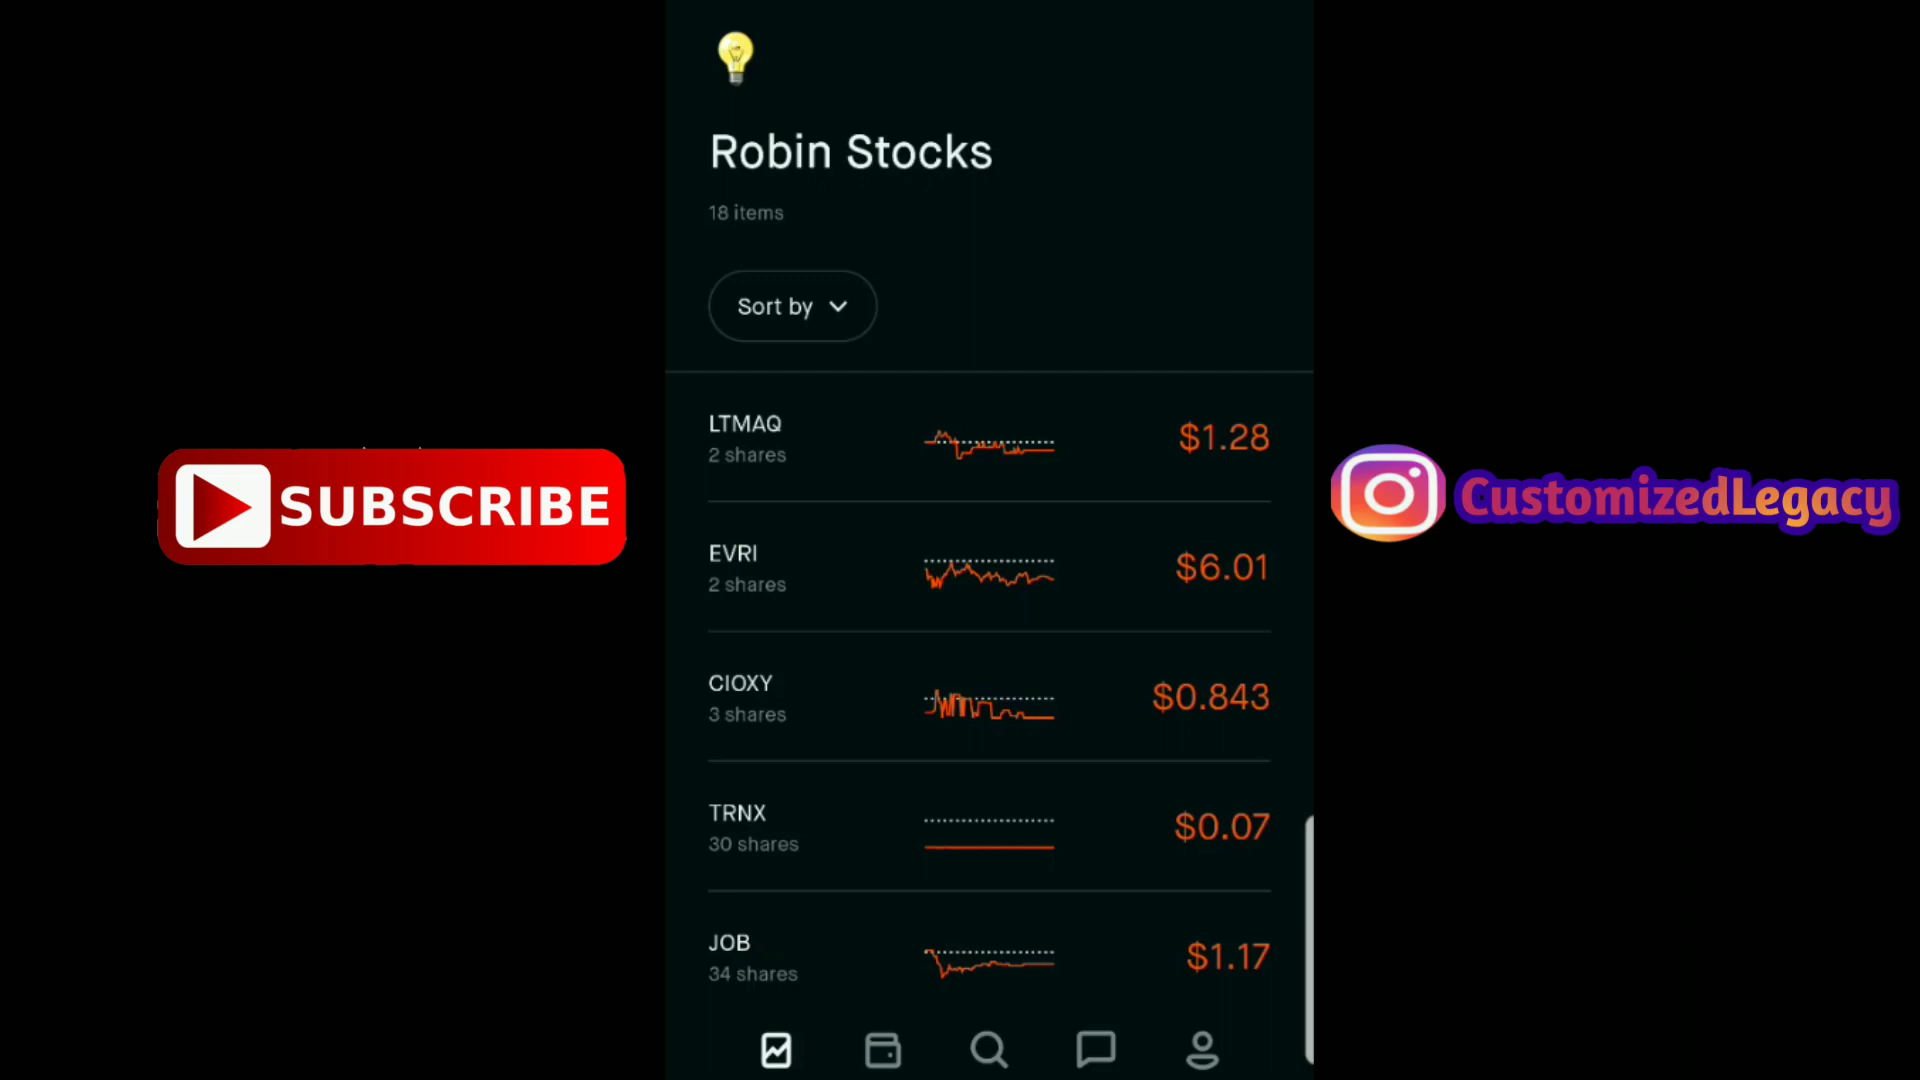 Robin Stocks
18 items
Sort by
LTMAQ
2 shares
$1.28
EVRI
2 shares
$6.01
CIOXY
3 shares
$0.843
TRNX
30 shares
$0.07
JOB
34 shares
$1.17
SUBSCRIBE
CustomizedLegacy